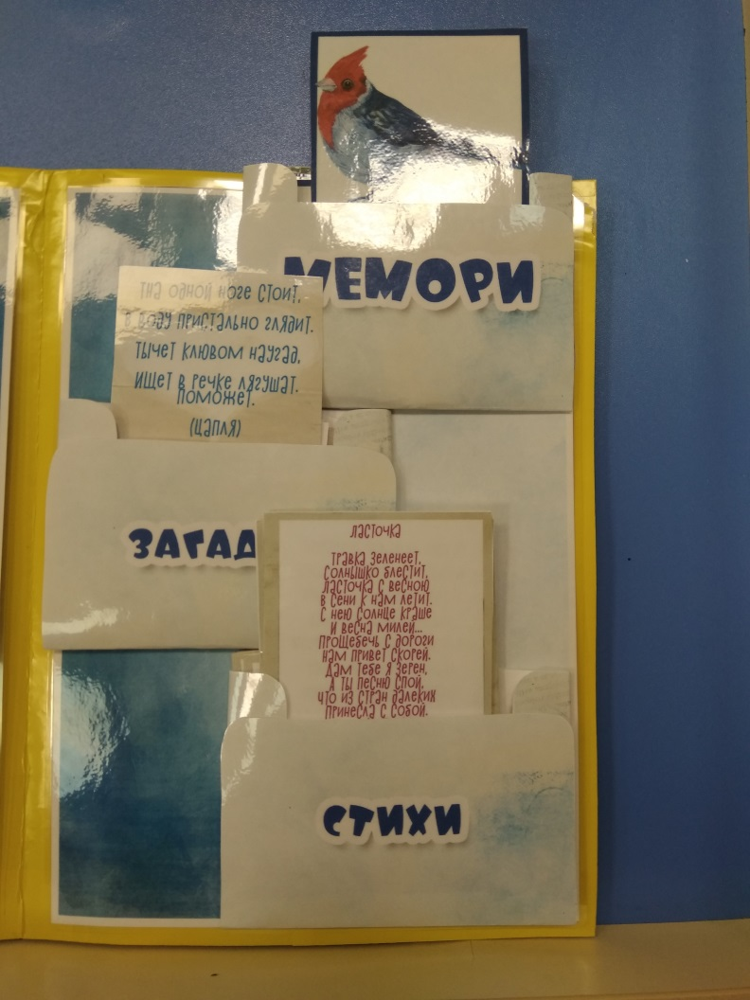 МЕМОРИ
на одной ноге стоит,
в воду пристально глядит.
тычет клювом наугад,
ищет в речке лягушат.
поможет.
(цапля)
ЗАГАД
Ласточка
Травка зеленеет,
солнышко блестит,
ласточка с весною
в сени к нам летит.
с нею солнце краше
и весна милей...
прощебечь с дороги
нам привет скорей.
дам тебе я зерен,
а ты песню спой,
что из стран далеких
принесла с собой.
СТИХИ